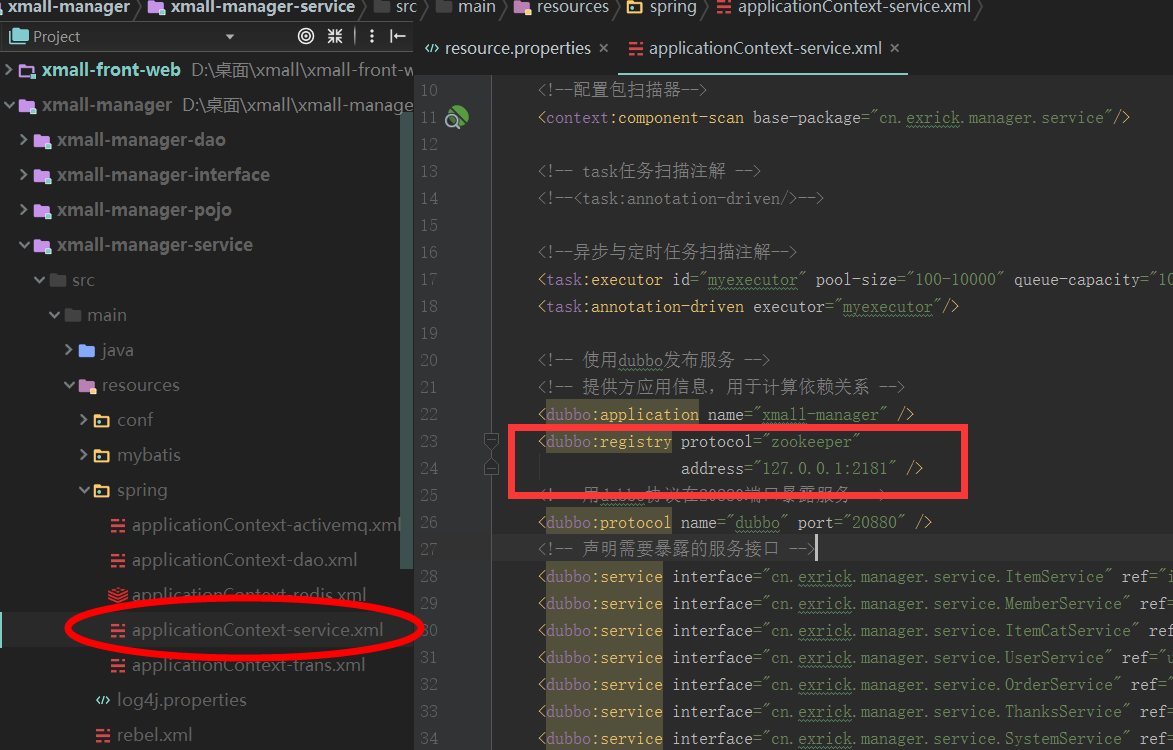 xmall-manager xmall-manager-service src main resources spring applicationContext-service.xml
Project
resource.properties applicationContext-service.xml
xmall-front-web D:\桌面\xmall\xmall-front-w
xmall-manager D:\桌面\xmall\xmall-manage
xmall-manager-dao
xmall-manager-interface
xmall-manager-pojo
xmall-manager-service
src
main
java
resources
conf
mybatis
spring
applicationContext-activemq.xml
applicationContext-dao.xml
applicationContext-redis.xml
applicationContext-service.xml
applicationContext-trans.xml
log4j.properties
rebel.xml
10 <!--配置包扫描器-->
11 <context:component-scan base-package="cn.exrick.manager.service"/>
12
13 <!-- task任务扫描注解 -->
14 <!--<task:annotation-driven/>-->
15
16 <!--异步与定时任务扫描注解-->
17 <task:executor id="myexecutor" pool-size="100-10000" queue-capacity="10
18 <task:annotation-driven executor="myexecutor"/>
19
20 <!-- 使用dubbo发布服务 -->
21 <!-- 提供方应用信息，用于计算依赖关系 -->
22 <dubbo:application name="xmall-manager" />
23 <dubbo:registry protocol="zookeeper"
24 address="127.0.0.1:2181" />
25 <!-- 用dubbo协议在20880端口暴露服务 -->
26 <dubbo:protocol name="dubbo" port="20880" />
27 <!-- 声明需要暴露的服务接口 -->
28 <dubbo:service interface="cn.exrick.manager.service.ItemService" ref="i
29 <dubbo:service interface="cn.exrick.manager.service.MemberService" ref=
30 <dubbo:service interface="cn.exrick.manager.service.ItemCatService" ref
31 <dubbo:service interface="cn.exrick.manager.service.UserService" ref="u
32 <dubbo:service interface="cn.exrick.manager.service.OrderService" ref="
33 <dubbo:service interface="cn.exrick.manager.service.ThanksService" ref=
34 <dubbo:service interface="cn.exrick.manager.service.SystemService" ref=